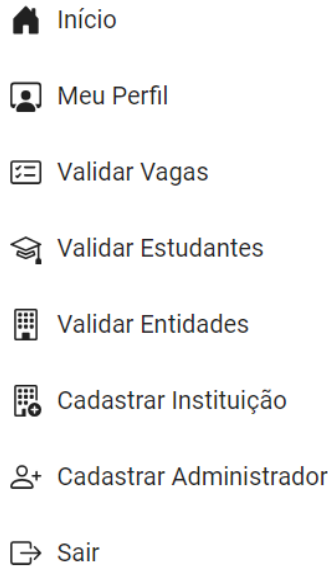 Início
Meu Perfil
Validar Vagas
Validar Estudantes
Validar Entidades
Cadastrar Instituição
Cadastrar Administrador
Sair